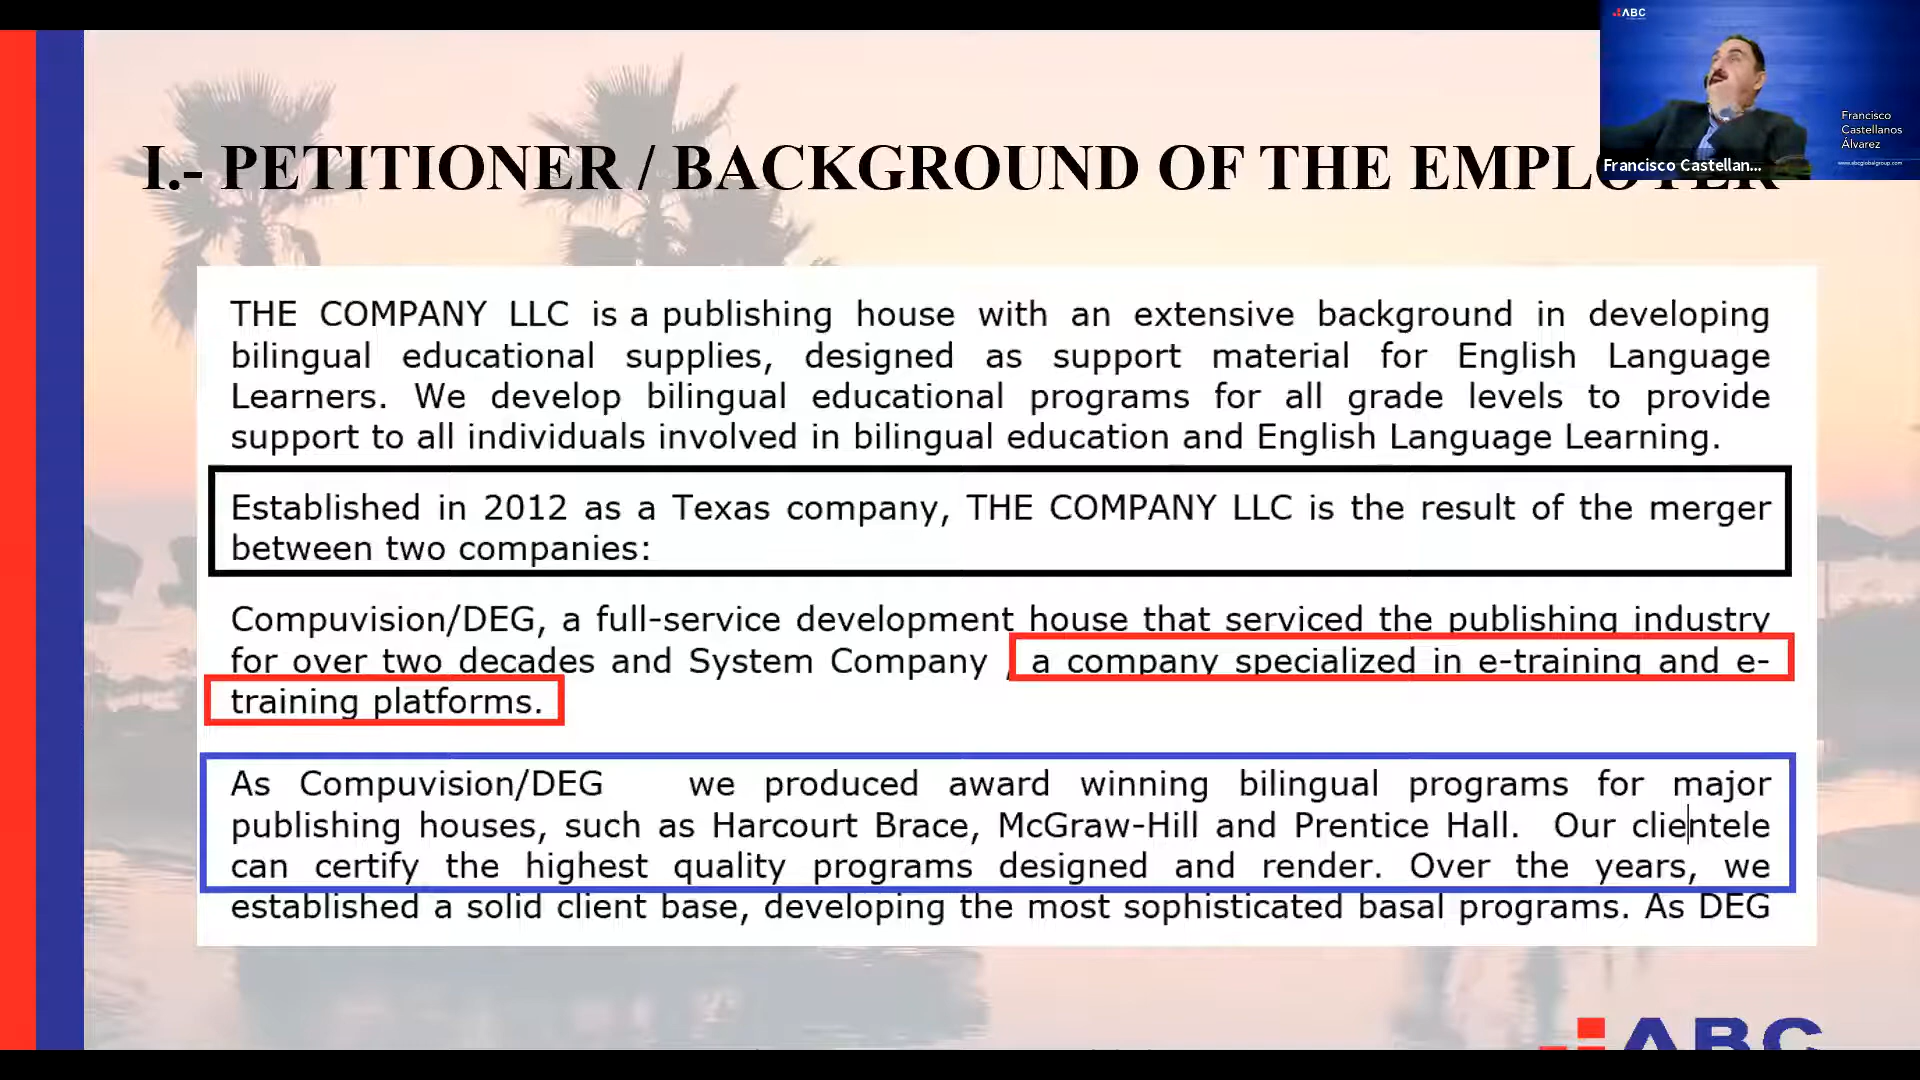 ABC
Francisco
Castellanos
Álvarez
www.abcglobalgroup.com
Francisco Castellan...
I.- PETITIONER / BACKGROUND OF THE EMPLOYER
THE COMPANY LLC is a publishing house with an extensive background in developing
bilingual educational supplies, designed as support material for English Language
Learners. We develop bilingual educational programs for all grade levels to provide
support to all individuals involved in bilingual education and English Language Learning.
Established in 2012 as a Texas company, THE COMPANY LLC is the result of the merger
between two companies:
Compuvision/DEG, a full-service development house that serviced the publishing industry
for over two decades and System Company , a company specialized in e-training and e-
training platforms.
As Compuvision/DEG we produced award winning bilingual programs for major
publishing houses, such as Harcourt Brace, McGraw-Hill and Prentice Hall. Our clientele
can certify the highest quality programs designed and render. Over the years, we
established a solid client base, developing the most sophisticated basal programs. As DEG
ABC